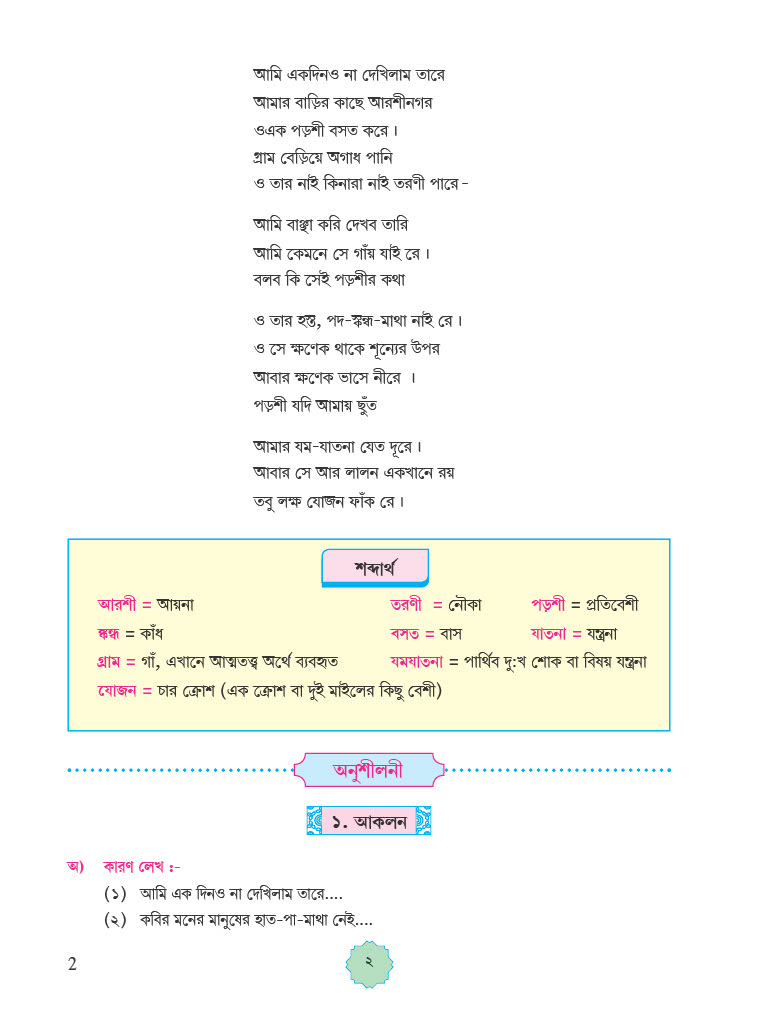 আমি একদিনও না দেখিলাম তারে
আমার বাড়ির কাছে আরশীনগর
ওএক পড়শী বসত করে ।
গ্রাম বেড়িয়ে অগাধ পানি
ও তার নাই কিনারা নাই তরণী পারে -
আমি বাঞ্ছা করি দেখব তারি
আমি কেমনে সে গাঁয় যাই রে ।
বলব কি সেই পড়শীর কথা
ও তার হস্ত, পদ-স্কন্ধ-মাথা নাই রে ।
ও সে ক্ষণেক থাকে শূন্যের উপর
আবার ক্ষণেক ভাসে নীরে ।
পড়শী যদি আমায় ছুঁত
আমার যম-যাতনা যেত দূরে ।
আবার সে আর লালন একখানে রয়
তবু লক্ষ যোজন ফাঁক রে ।
শব্দার্থ
আরশী = আয়না তরণী = নৌকা পড়শী = প্রতিবেশী
স্কন্ধ = কাঁধ বসত = বাস যাতনা = যন্ত্রনা
গ্রাম = গাঁ, এখানে আত্মতত্ত্ব অর্থে ব্যবহৃত যমযাতনা = পার্থিব দু:খ শোক বা বিষয় যন্ত্রনা
যোজন = চার ক্রোশ (এক ক্রোশ বা দুই মাইলের কিছু বেশী)
অনুশীলনী
১. আকলন
অ) কারণ লেখ :-
(১) আমি এক দিনও না দেখিলাম তারে....
(২) কবির মনের মানুষের হাত-পা-মাথা নেই....
2 ২